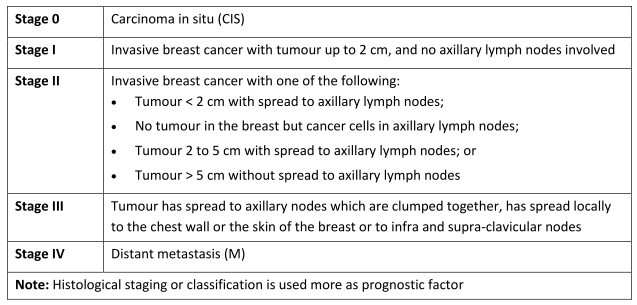 Stage 0 Carcinoma in situ (CIS)
Stage I Invasive breast cancer with tumour up to 2 cm, and no axillary lymph nodes involved
Stage II Invasive breast cancer with one of the following:
• Tumour < 2 cm with spread to axillary lymph nodes;
• No tumour in the breast but cancer cells in axillary lymph nodes;
• Tumour 2 to 5 cm with spread to axillary lymph nodes; or
• Tumour > 5 cm without spread to axillary lymph nodes
Stage III Tumour has spread to axillary nodes which are clumped together, has spread locally
to the chest wall or the skin of the breast or to infra and supra-clavicular nodes
Stage IV Distant metastasis (M)
Note: Histological staging or classification is used more as prognostic factor